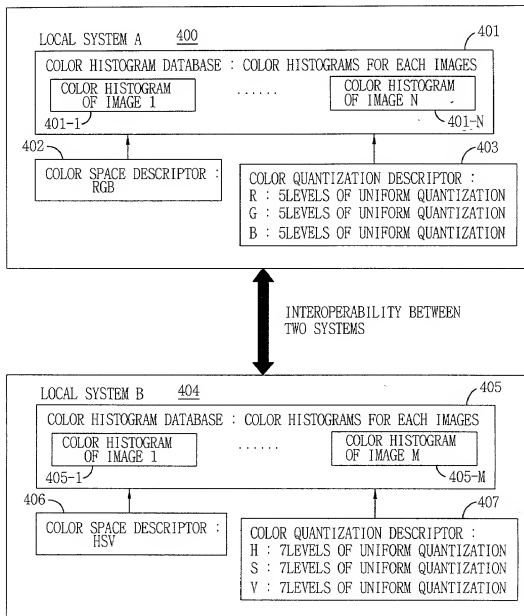 LOCAL SYSTEM A 400
401
COLOR HISTOGRAM DATABASE : COLOR HISTOGRAMS FOR EACH IMAGES
COLOR HISTOGRAM
OF IMAGE 1
......
COLOR HISTOGRAM
OF IMAGE N
401-1
401-N
402
403
COLOR SPACE DESCRIPTOR :
RGB
COLOR QUANTIZATION DESCRIPTOR :
R : 5LEVELS OF UNIFORM QUANTIZATION
G : 5LEVELS OF UNIFORM QUANTIZATION
B : 5LEVELS OF UNIFORM QUANTIZATION
INTEROPERABILITY BETWEEN
TWO SYSTEMS
LOCAL SYSTEM B 404
405
COLOR HISTOGRAM DATABASE : COLOR HISTOGRAMS FOR EACH IMAGES
COLOR HISTOGRAM
OF IMAGE 1
......
COLOR HISTOGRAM
OF IMAGE M
405-1
405-M
406
407
COLOR SPACE DESCRIPTOR :
HSV
COLOR QUANTIZATION DESCRIPTOR :
H : 7LEVELS OF UNIFORM QUANTIZATION
S : 7LEVELS OF UNIFORM QUANTIZATION
V : 7LEVELS OF UNIFORM QUANTIZATION